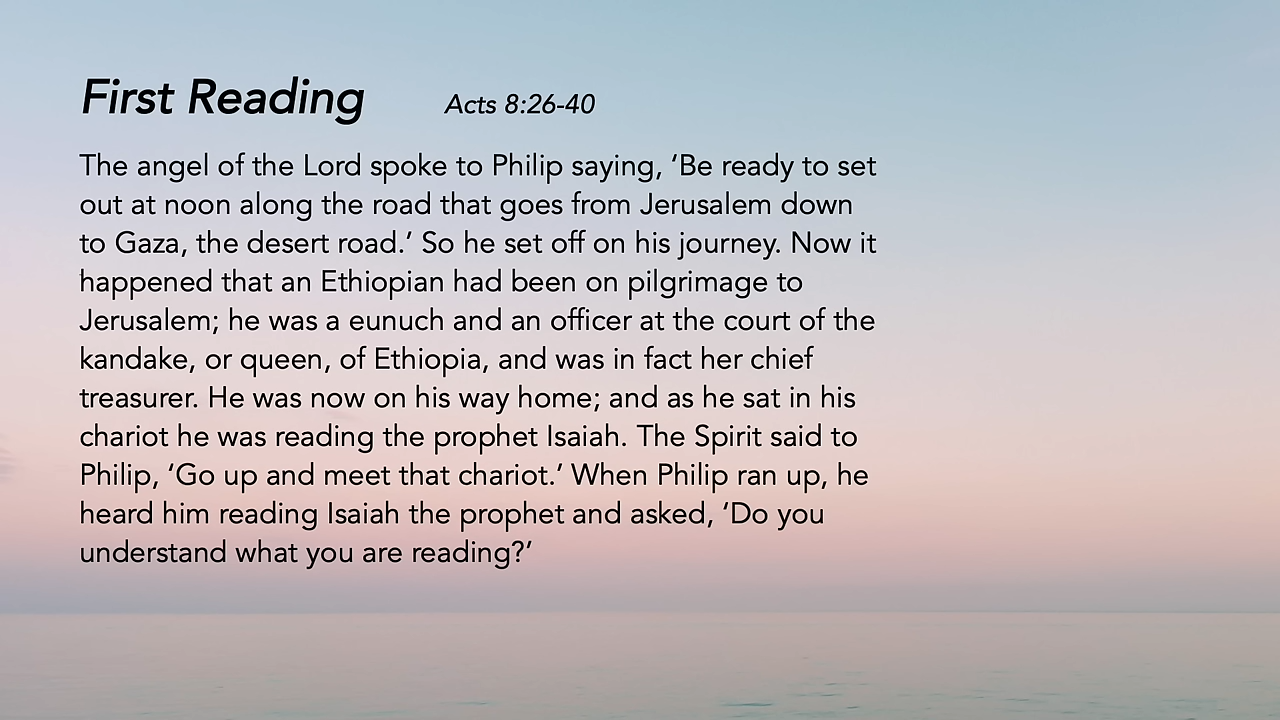 First Reading Acts 8:26-40
The angel of the Lord spoke to Philip saying, ‘Be ready to set
out at noon along the road that goes from Jerusalem down
to Gaza, the desert road.’ So he set off on his journey. Now it
happened that an Ethiopian had been on pilgrimage to
Jerusalem; he was a eunuch and an officer at the court of the
kandake, or queen, of Ethiopia, and was in fact her chief
treasurer. He was now on his way home; and as he sat in his
chariot he was reading the prophet Isaiah. The Spirit said to
Philip, ‘Go up and meet that chariot.’ When Philip ran up, he
heard him reading Isaiah the prophet and asked, ‘Do you
understand what you are reading?’